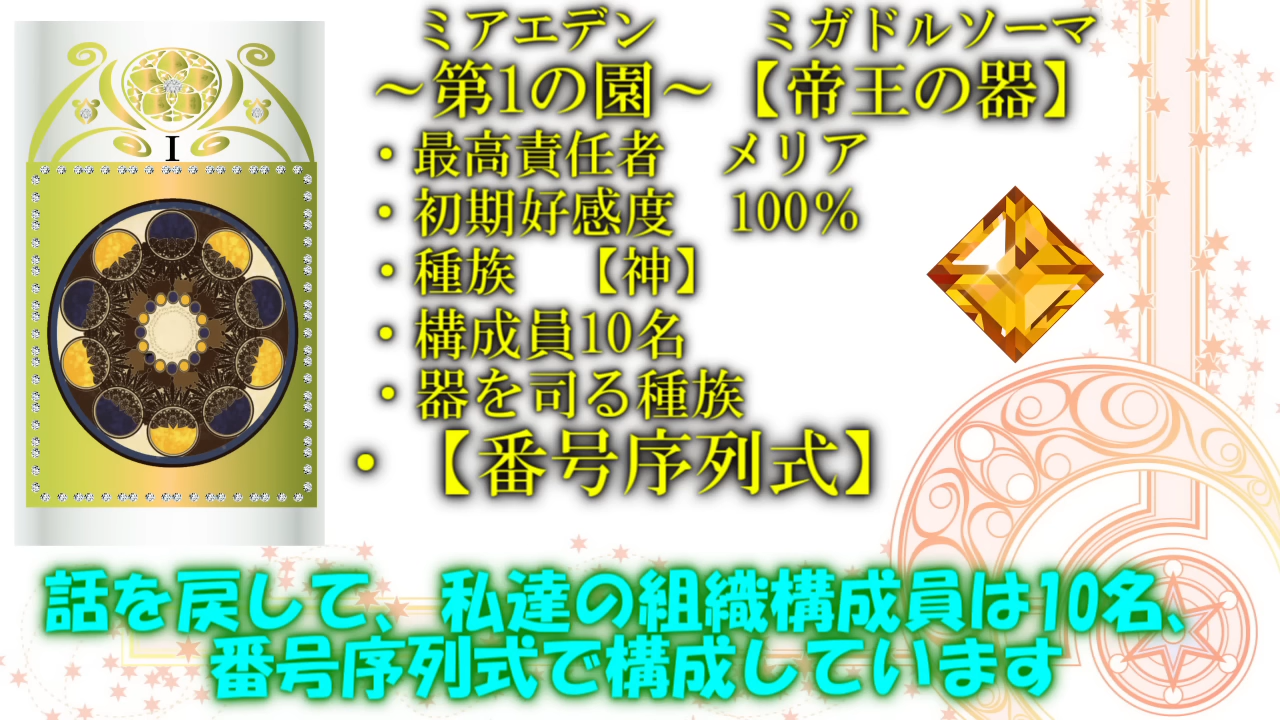 ミアエデン　ミガドルソーマ
～第1の園～【帝王の器】
・最高責任者　メリア
・初期好感度　100％
・種族　【神】
・構成員10名
・器を司る種族
・【番号序列式】
I
話を戻して、私達の組織構成員は10名、
番号序列式で構成しています